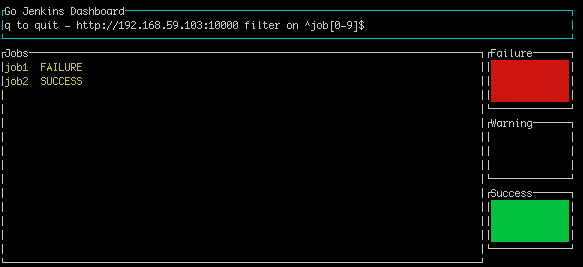 Go Jenkins Dashboard
q to quit - http://192.168.59.103:10000 filter on ^job[0-9]$
Jobs
job1 FAILURE
job2 SUCCESS
Failure
Warning
Success